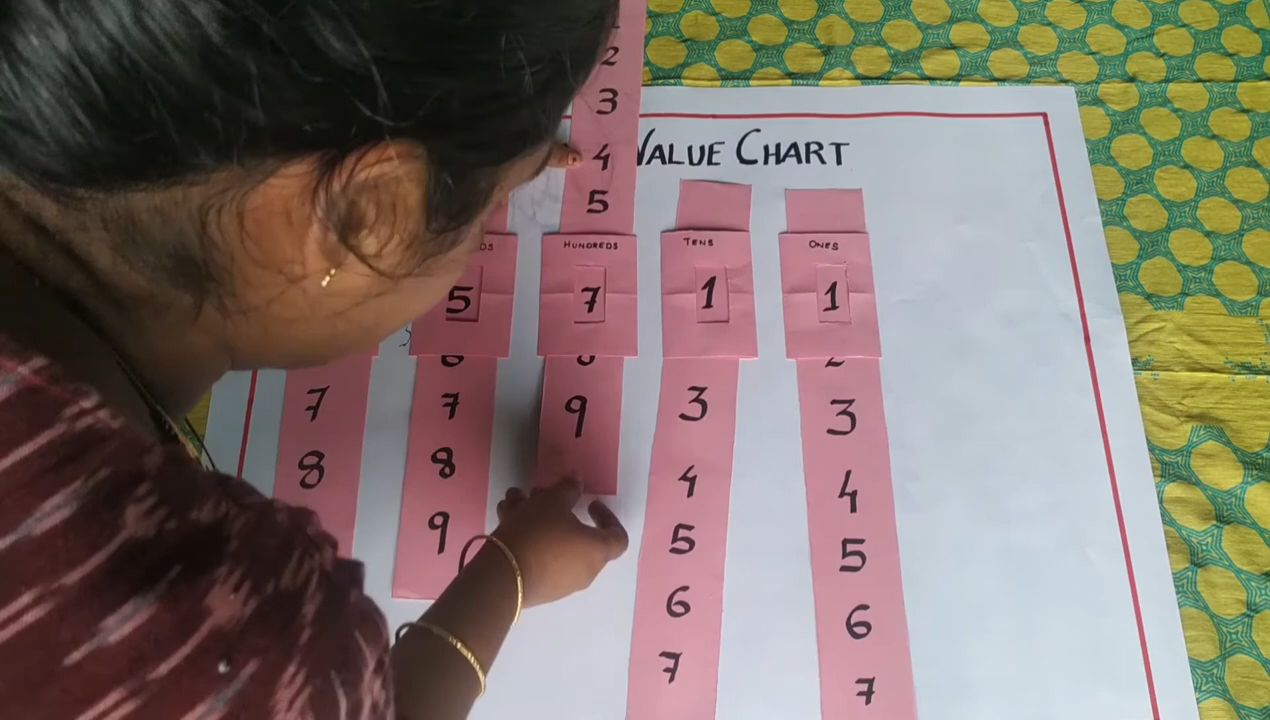 2
3
4
5
VALUE CHART
DS HUNDREDS TENS ONES
5 7 1 1
7 7 9 3 3
8 8 4 4
9 5 5
6 6
7 7